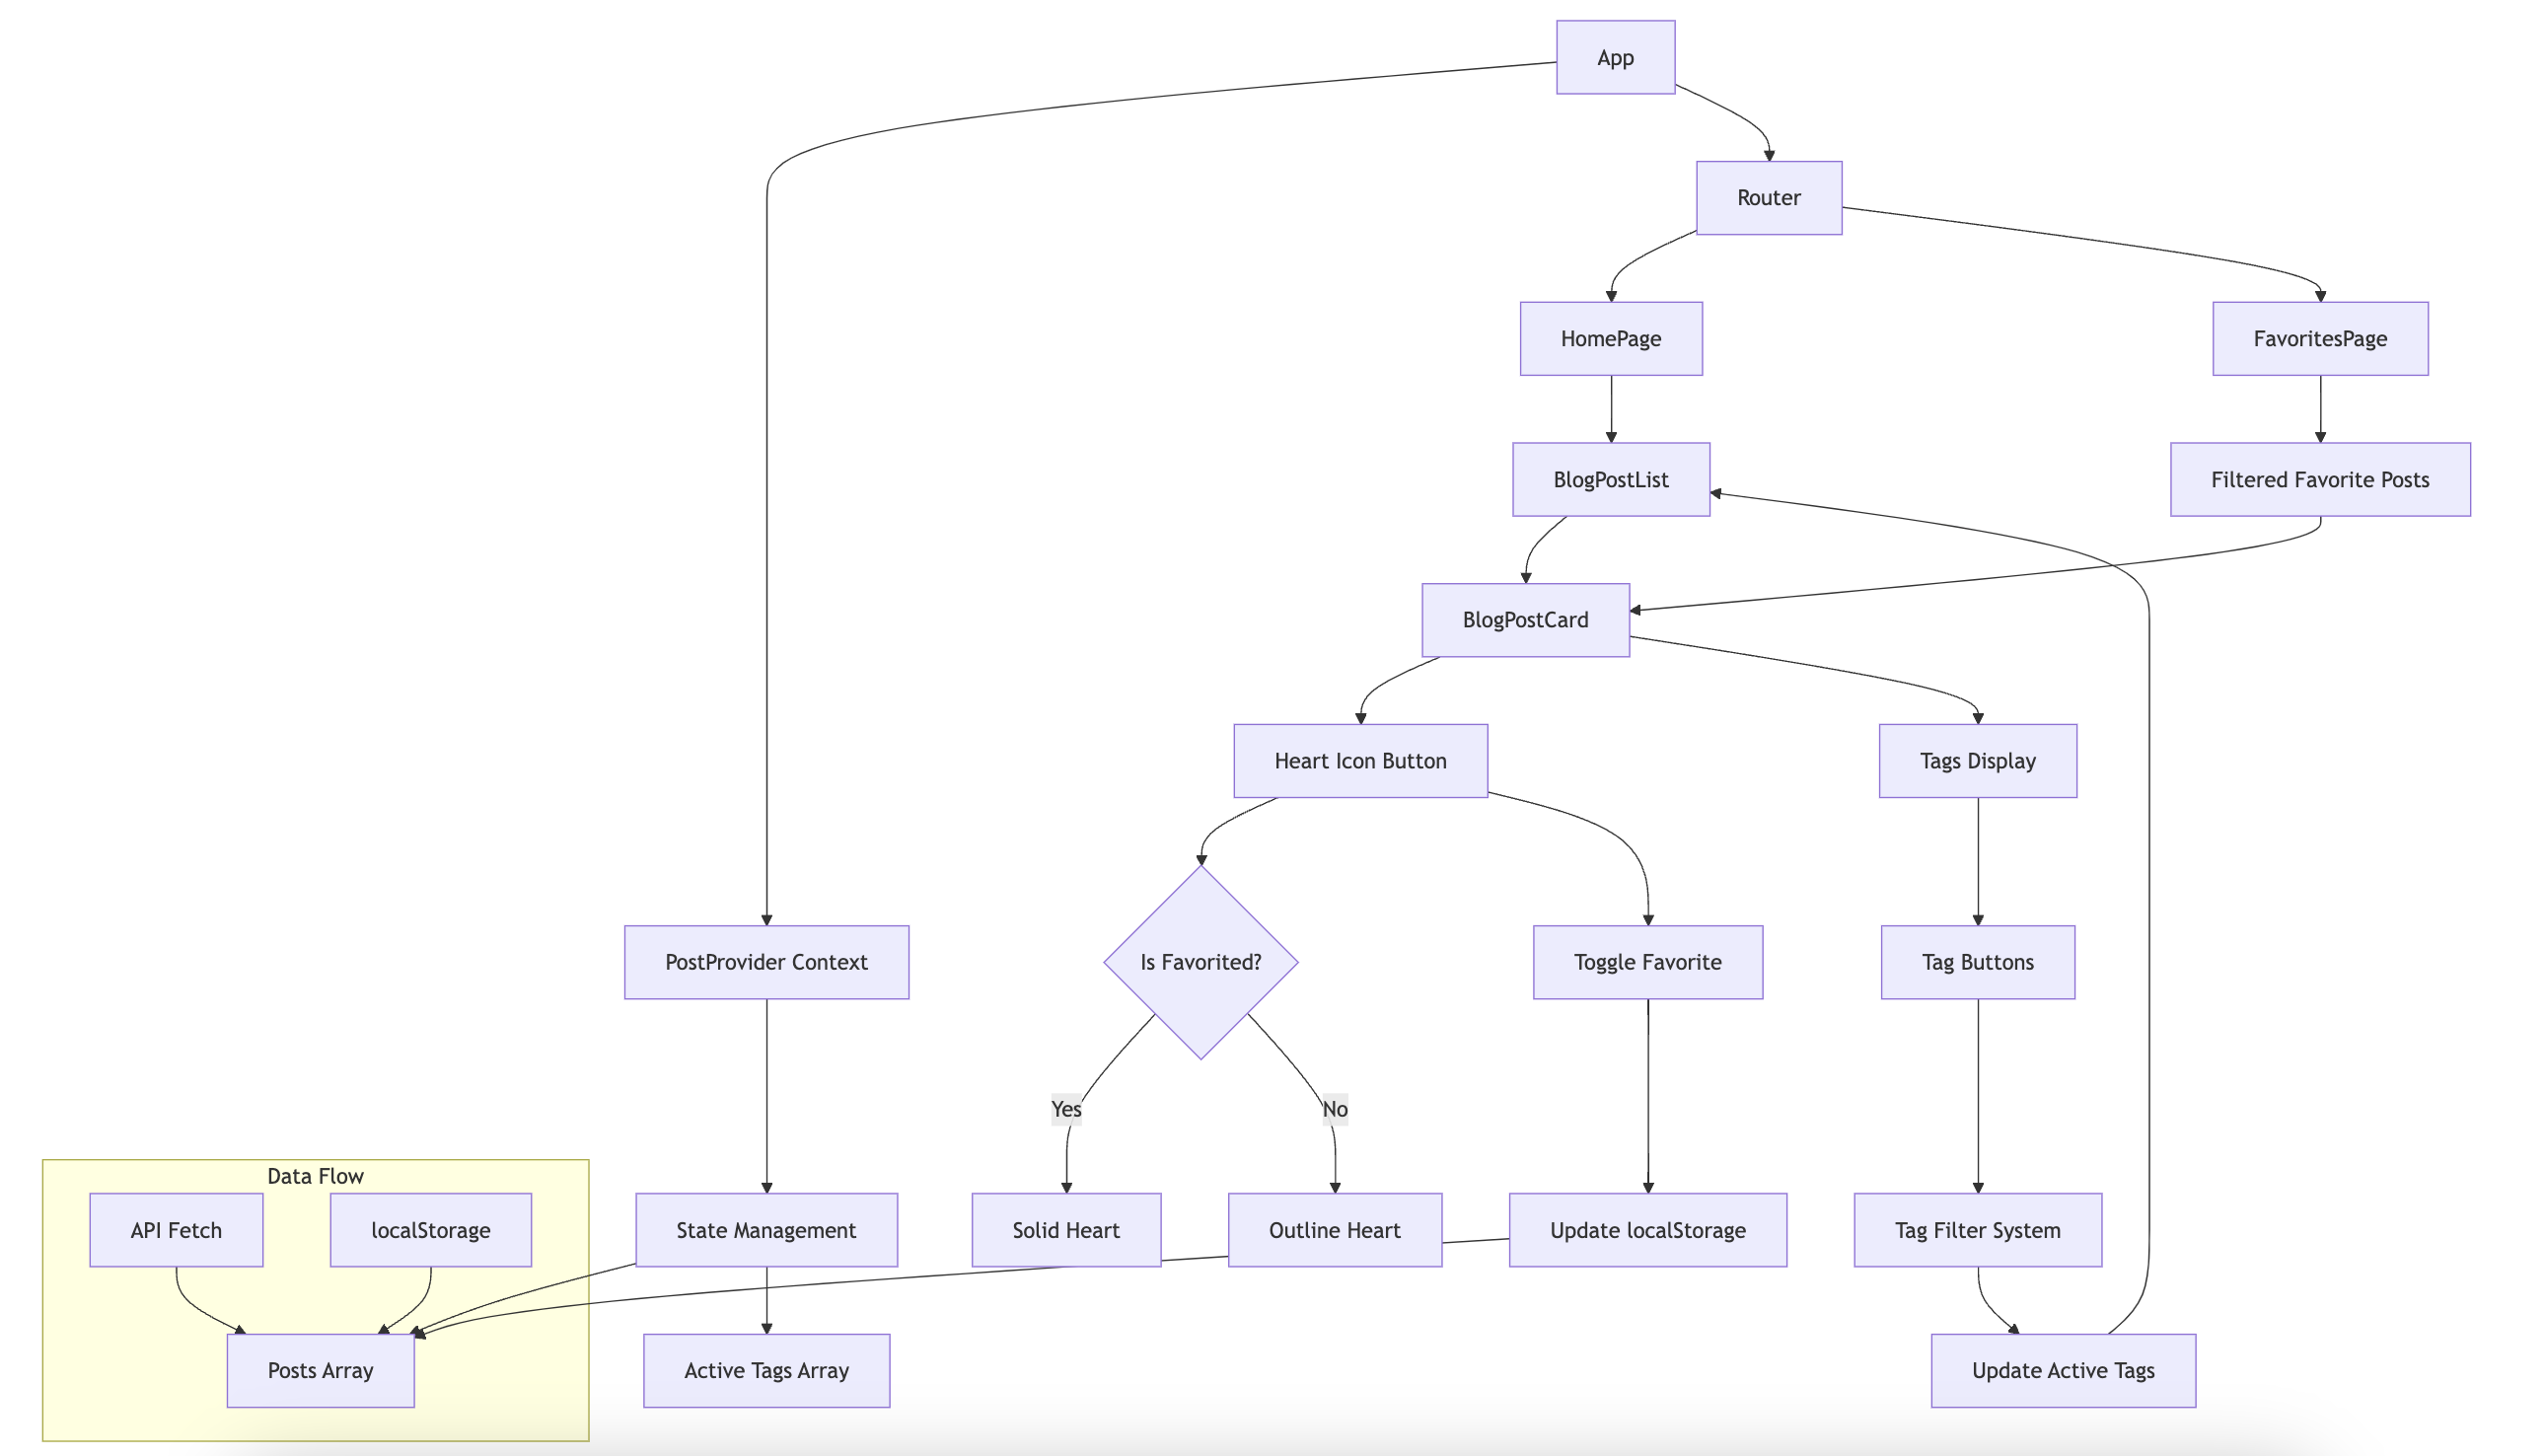 App
Router
HomePage
FavoritesPage
BlogPostList
Filtered Favorite Posts
BlogPostCard
Heart Icon Button
Tags Display
PostProvider Context
Is Favorited?
Toggle Favorite
Tag Buttons
Yes
No
Data Flow
API Fetch
localStorage
State Management
Solid Heart
Outline Heart
Update localStorage
Tag Filter System
Posts Array
Active Tags Array
Update Active Tags